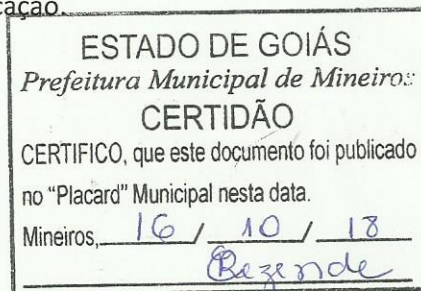 cação.
ESTADO DE GOIÁS
Prefeitura Municipal de Mineiros
CERTIDÃO
CERTIFICO, que este documento foi publicado
no "Placard" Municipal nesta data.
Mineiros, 16 / 10 / 18
Rezende